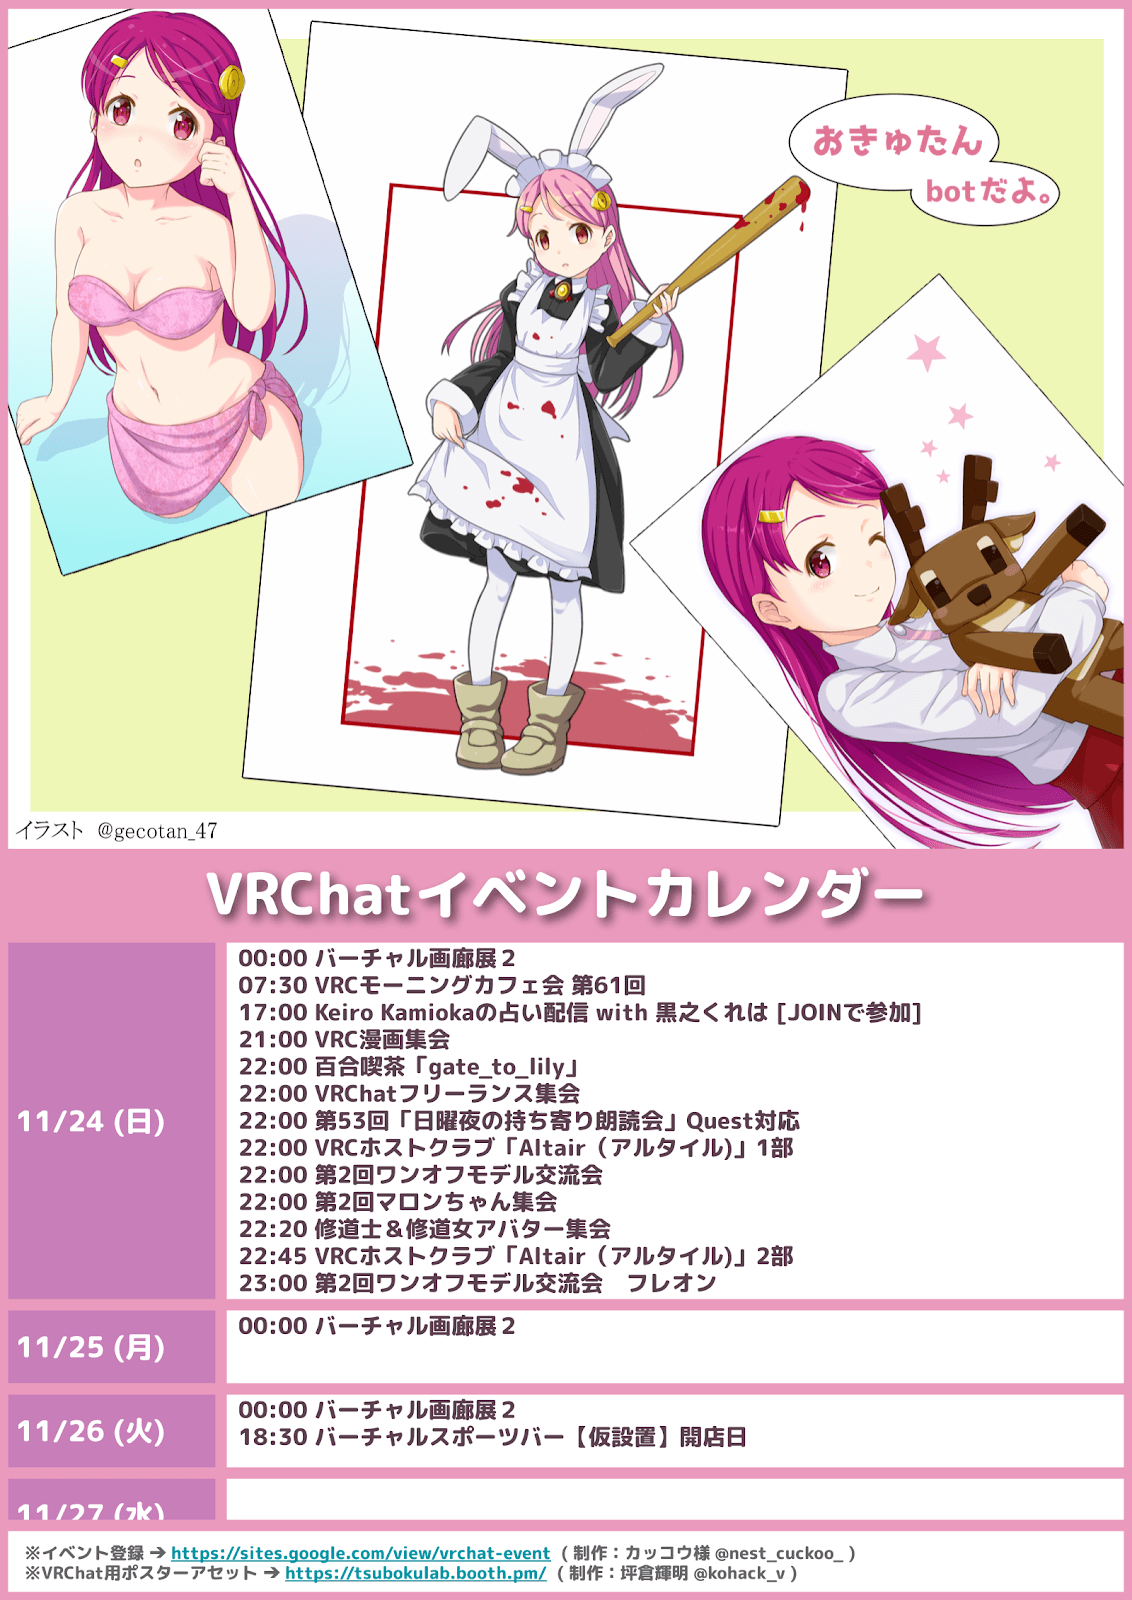 おきゅたん
botだよ。
イラスト @gecotan_47
VRChatイベントカレンダー
11/24 (日)
00:00 バーチャル画廊展２
07:30 VRCモーニングカフェ会 第61回
17:00 Keiro Kamiokaの占い配信 with 黒之くれは [JOINで参加]
21:00 VRC漫画集会
22:00 百合喫茶「gate_to_lily」
22:00 VRChatフリーランス集会
22:00 第53回「日曜夜の持ち寄り朗読会」Quest対応
22:00 VRCホストクラブ「Altair（アルタイル)」1部
22:00 第2回ワンオフモデル交流会
22:00 第2回マロンちゃん集会
22:20 修道士＆修道女アバター集会
22:45 VRCホストクラブ「Altair（アルタイル)」2部
23:00 第2回ワンオフモデル交流会　フレオン
11/25 (月)
00:00 バーチャル画廊展２
11/26 (火)
00:00 バーチャル画廊展２
18:30 バーチャルスポーツバー【仮設置】開店日
11/27 (水)
※イベント登録 → https://sites.google.com/view/vrchat-event （制作：カッコウ様 @nest_cuckoo_）
※VRChat用ポスターアセット → https://tsubokulab.booth.pm/ （制作：坪倉輝明 @kohack_v）